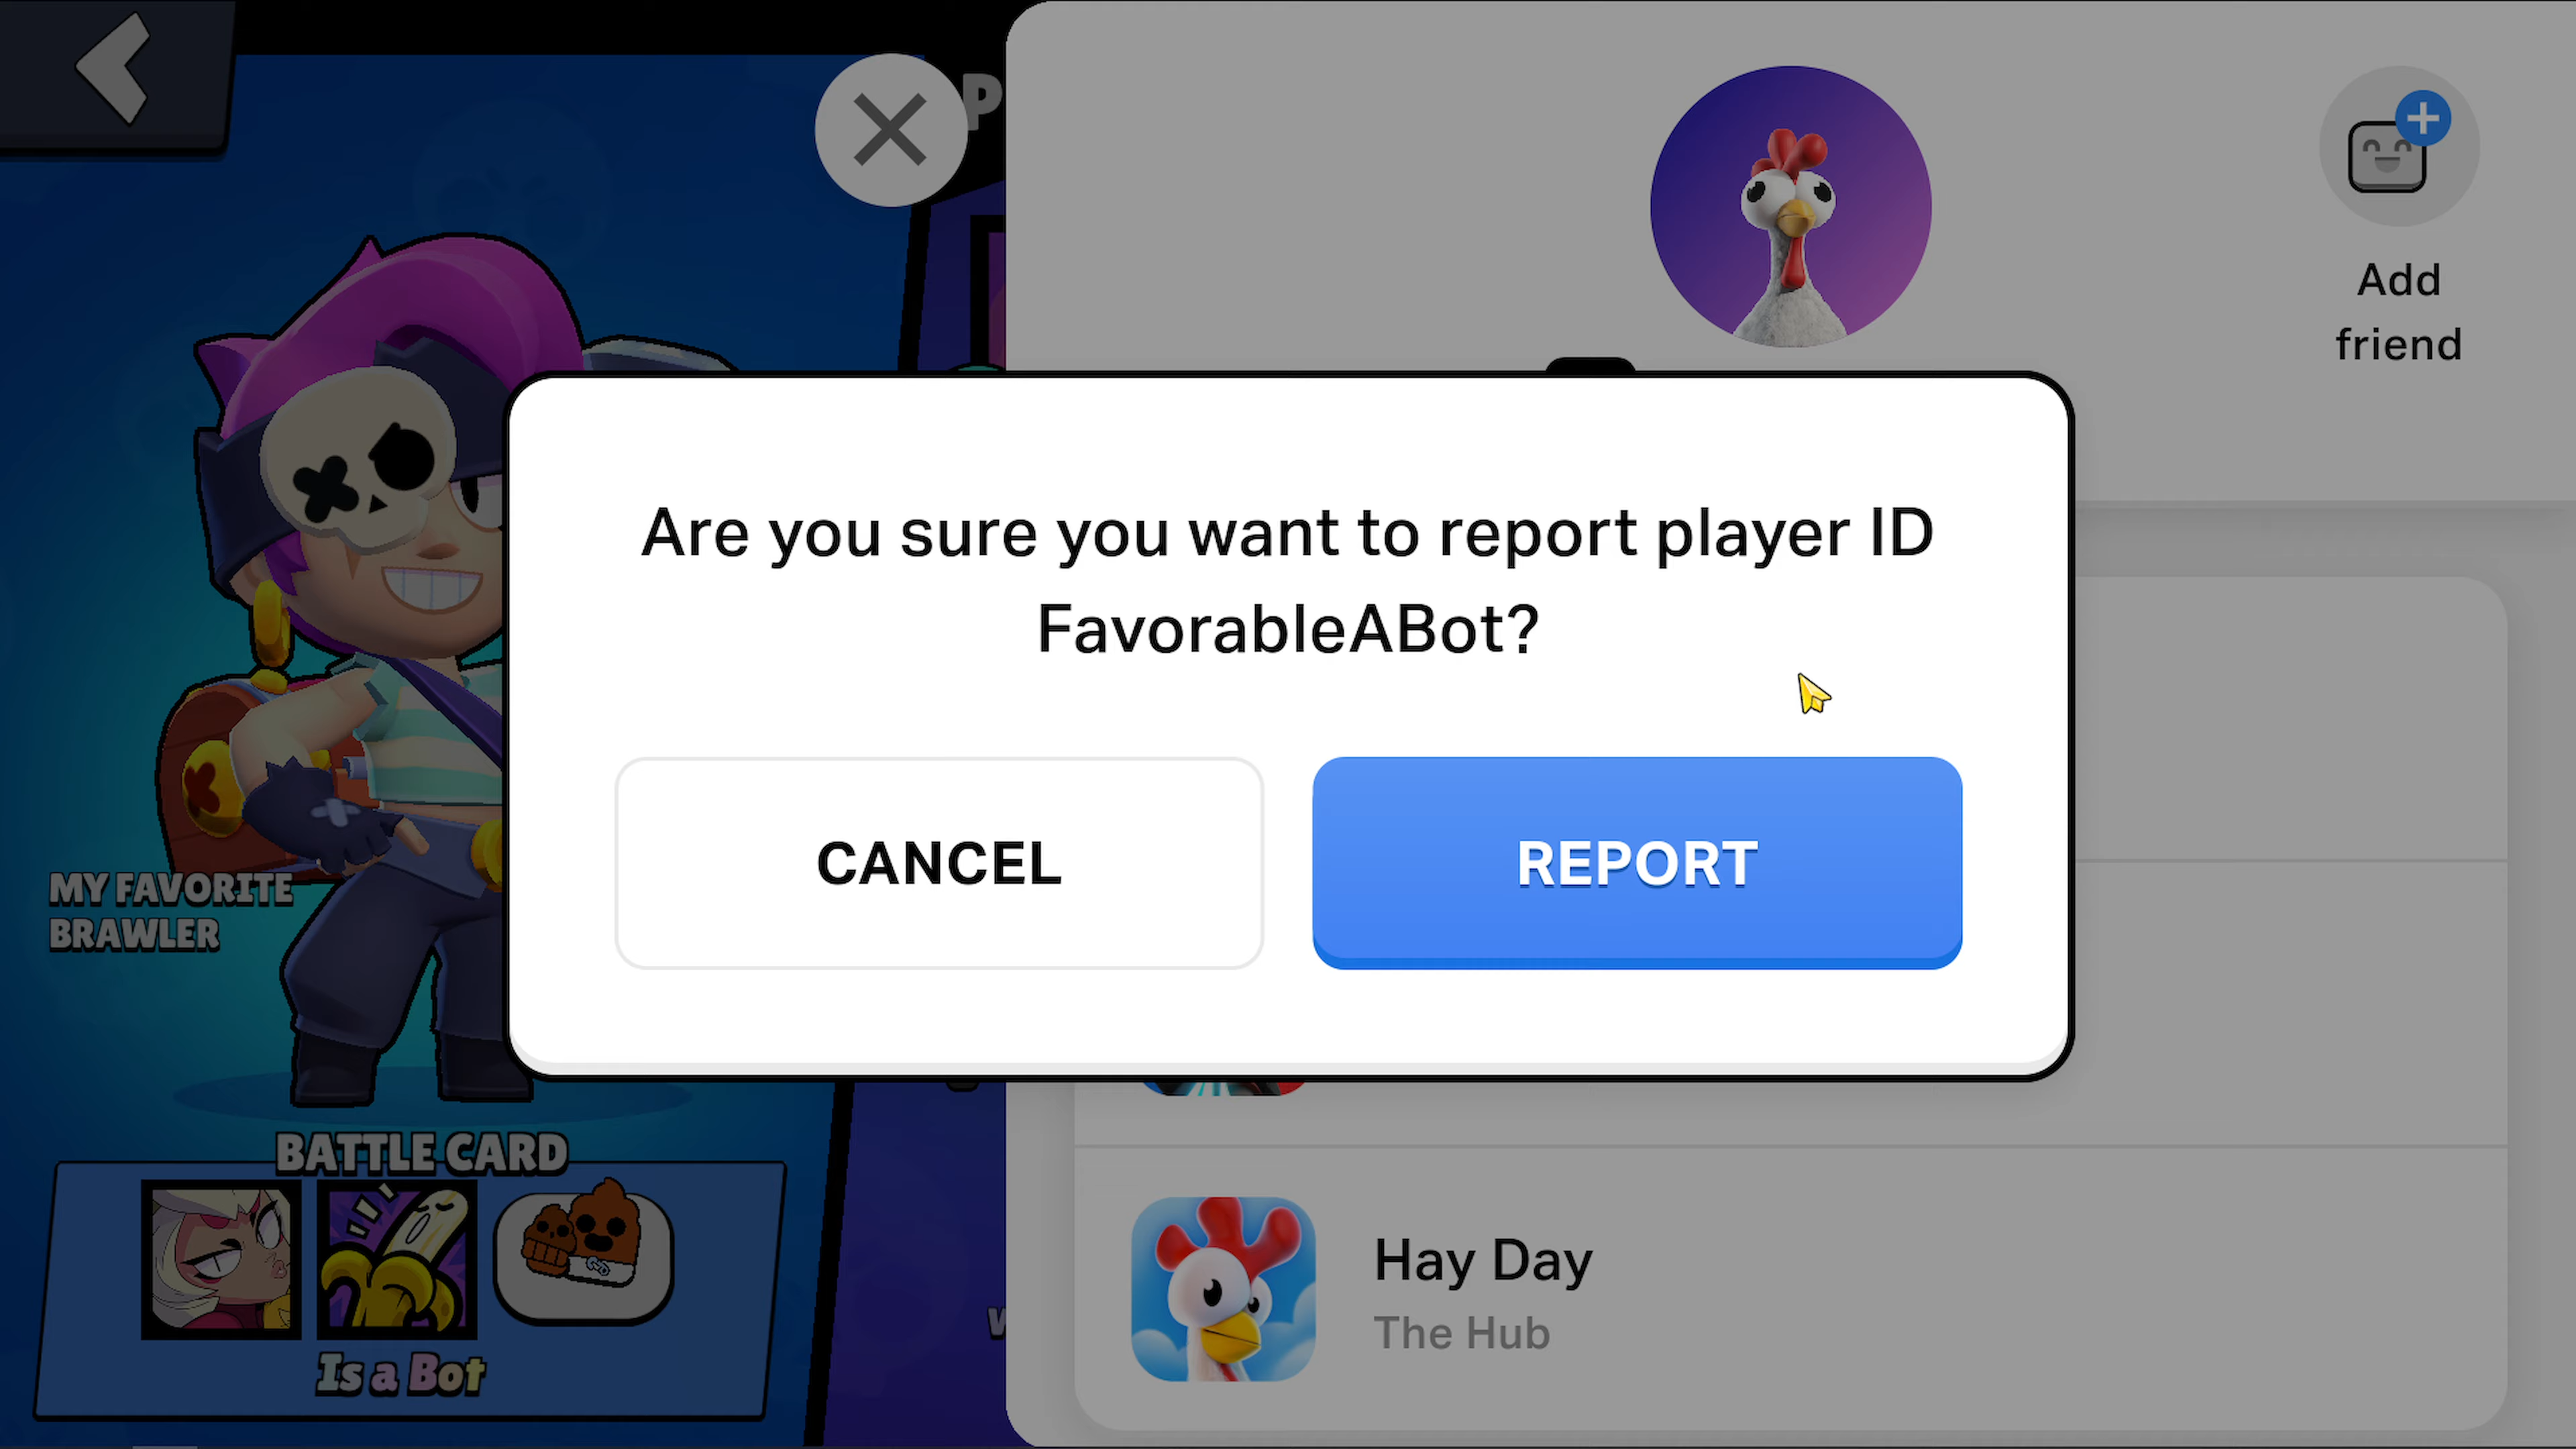 P
Add
friend
Are you sure you want to report player ID
FavorableABot?
CANCEL
REPORT
MY FAVORITE
BRAWLER
BATTLE CARD
Is a Bot
Hay Day
The Hub